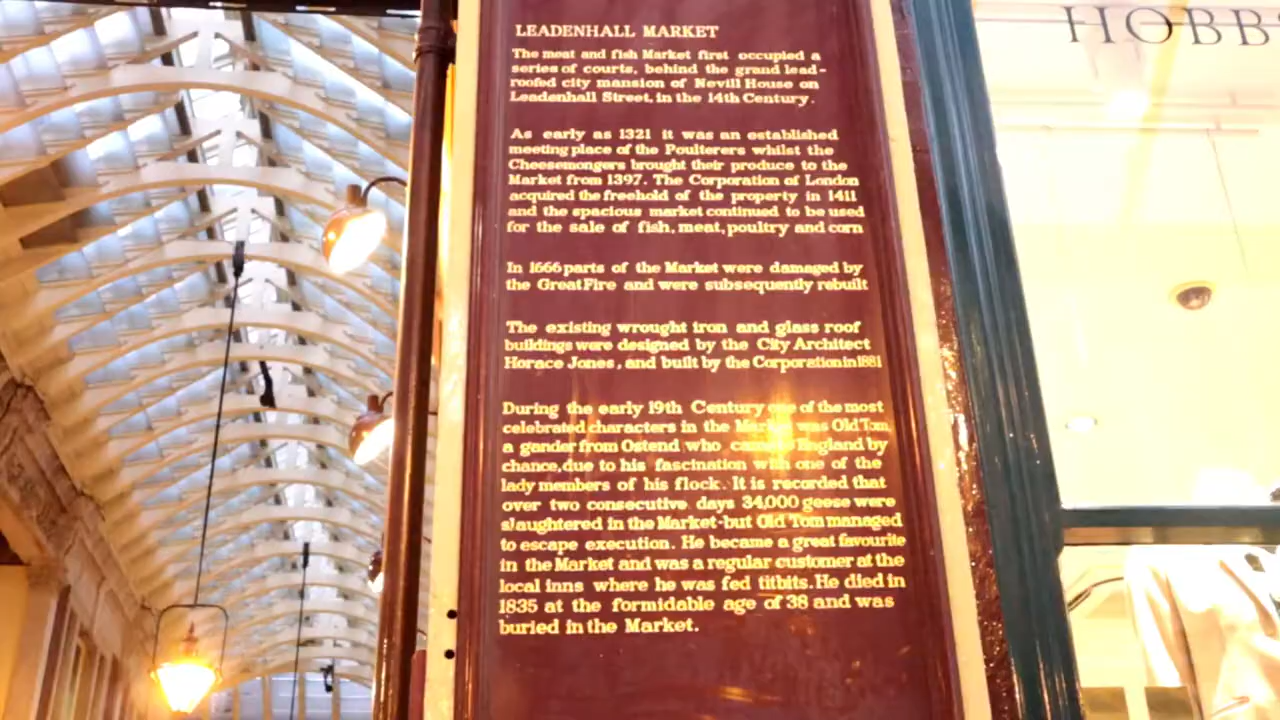 LEADENHALL MARKET
The meat and fish Market first occupied a
series of courts, behind the grand lead-
roofed city mansion of Nevill House on
Leadenhall Street, in the 14th Century.
As early as 1321 it was an established
meeting place of the Poulterers whilst the
Cheesemongers brought their produce to the
Market from 1397. The Corporation of London
acquired the freehold of the property in 1411
and the spacious market continued to be used
for the sale of fish, meat, poultry and corn
In 1666 parts of the Market were damaged by
the Great Fire and were subsequently rebuilt
The existing wrought iron and glass roof
buildings were designed by the City Architect
Horace Jones, and built by the Corporation in 1881
During the early 19th Century one of the most
celebrated characters in the Market was Old Tom,
a gander from Ostend who came to England by
chance, due to his fascination with one of the
lady members of his flock. It is recorded that
over two consecutive days 34,000 geese were
slaughtered in the Market-but Old Tom managed
to escape execution. He became a great favourite
in the Market and was a regular customer at the
local inns where he was fed titbits. He died in
1835 at the formidable age of 38 and was
buried in the Market.
HOBB